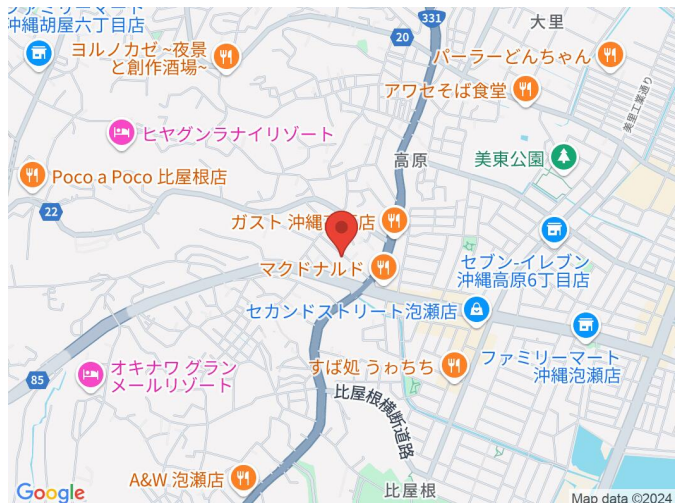 ファミリーマート
沖縄胡屋六丁目店
ヨルノカゼ ~夜景
と創作酒場~
331
20
大里
パーラーどんちゃん
アワセそば食堂
美里工業通り
ヒヤグンラナイリゾート
高原
美東公園
Poco a Poco 比屋根店
22
ガスト 沖縄
店
マクドナルド
セブン-イレブン
沖縄高原6丁目店
セカンドストリート泡瀬店
85
オキナワ グラン
メールリゾート
すば処 うゎちち
ファミリーマート
沖縄泡瀬店
比屋根横断道路
A&W 泡瀬店
比屋根
Google
Map data ©2024